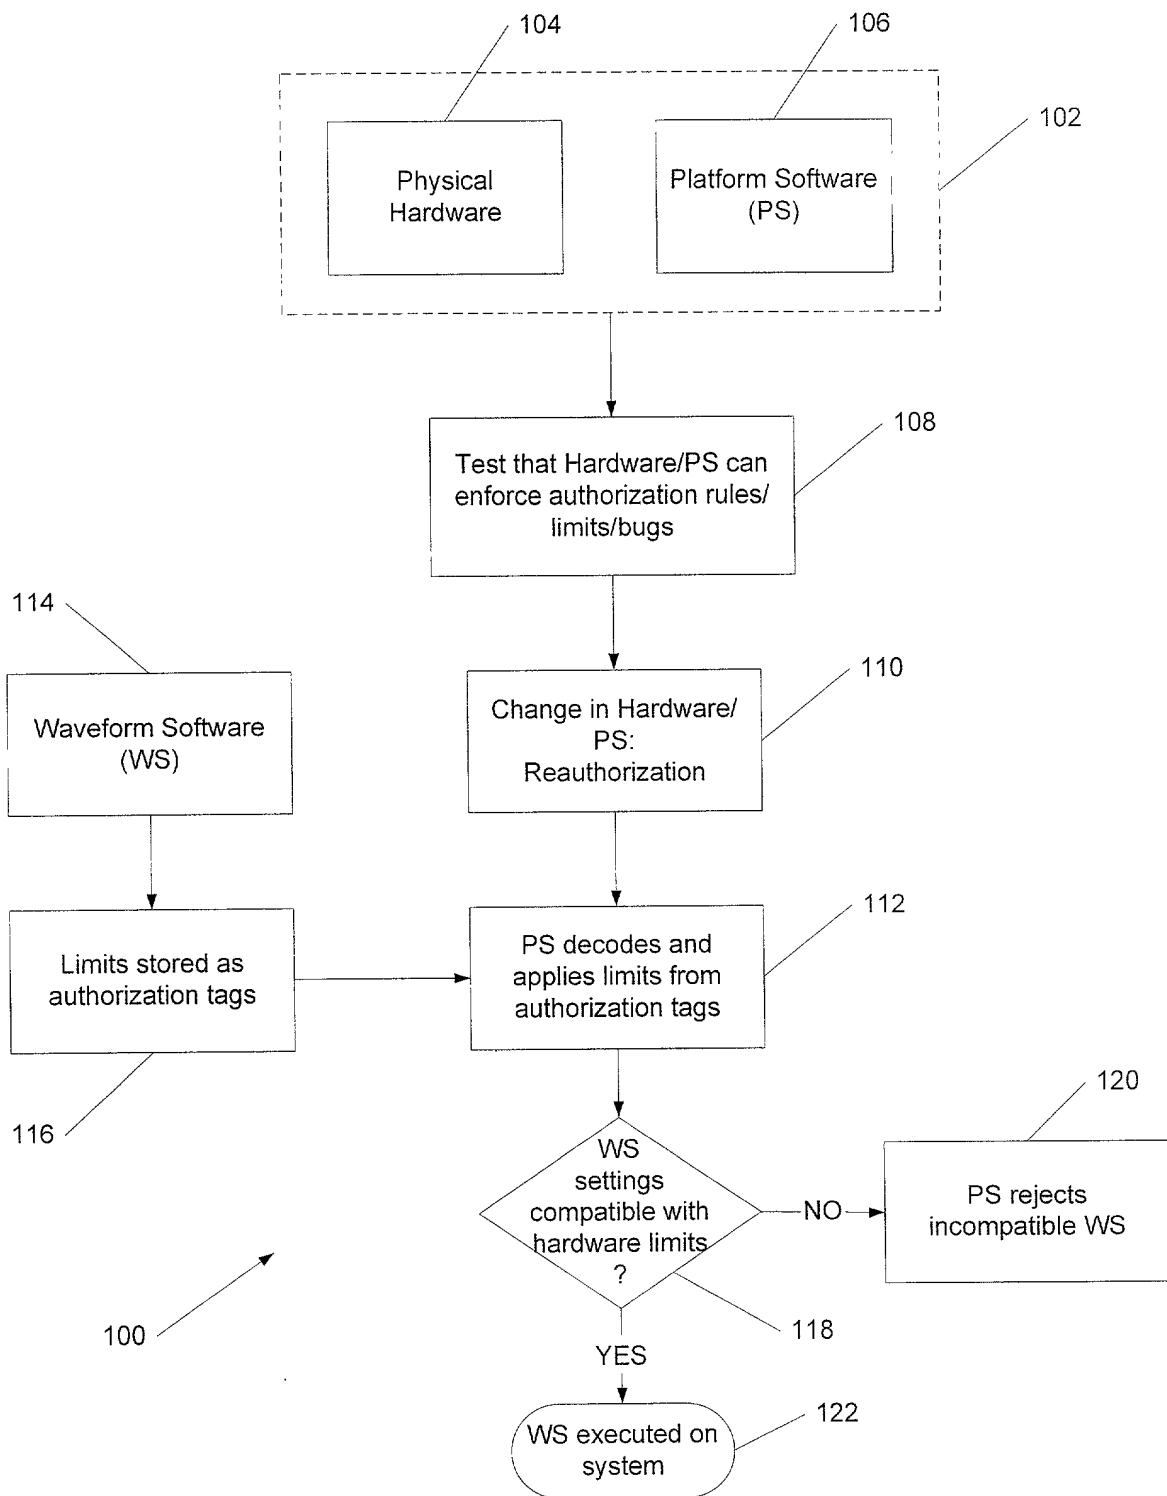 104
106
102
Physical
Hardware
Platform Software
(PS)
108
Test that Hardware/PS can
enforce authorization rules/
limits/bugs
114
110
Waveform Software
(WS)
Change in Hardware/
PS:
Reauthorization
112
Limits stored as
authorization tags
PS decodes and
applies limits from
authorization tags
116
120
WS
settings
compatible with
hardware limits
?
NO
PS rejects
incompatible WS
100
118
YES
122
WS executed on
system